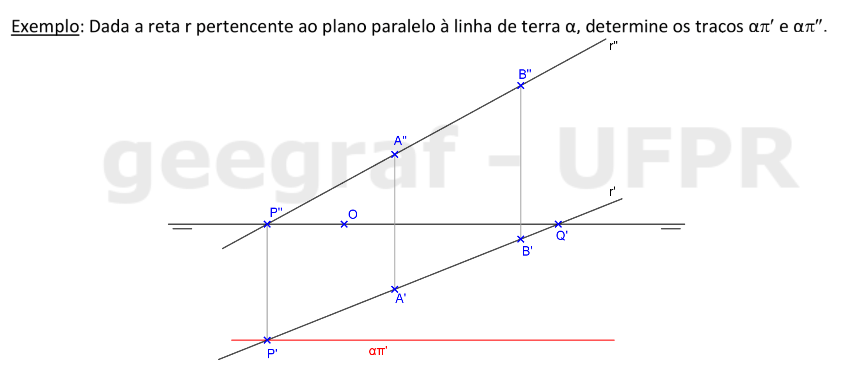 Exemplo: Dada a reta r pertencente ao plano paralelo à linha de terra α, determine os tracos απ′ e απ″.
r"
B"
A"
geegraf - UFPR
r'
P"
O
Q'
B'
A'
απ'
P'